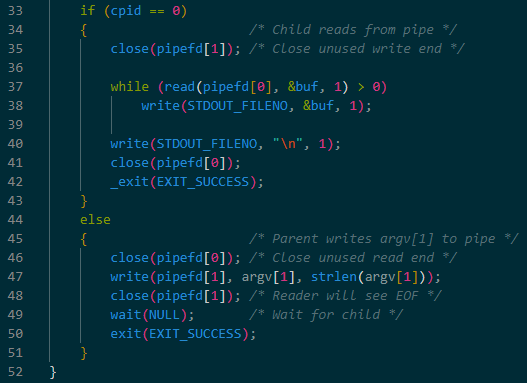 33 if (cpid == 0)
34 { /* Child reads from pipe */
35 close(pipefd[1]); /* Close unused write end */
36
37 while (read(pipefd[0], &buf, 1) > 0)
38 write(STDOUT_FILENO, &buf, 1);
39
40 write(STDOUT_FILENO, "\n", 1);
41 close(pipefd[0]);
42 _exit(EXIT_SUCCESS);
43 }
44 else
45 { /* Parent writes argv[1] to pipe */
46 close(pipefd[0]); /* Close unused read end */
47 write(pipefd[1], argv[1], strlen(argv[1]));
48 close(pipefd[1]); /* Reader will see EOF */
49 wait(NULL); /* Wait for child */
50 exit(EXIT_SUCCESS);
51 }
52 }